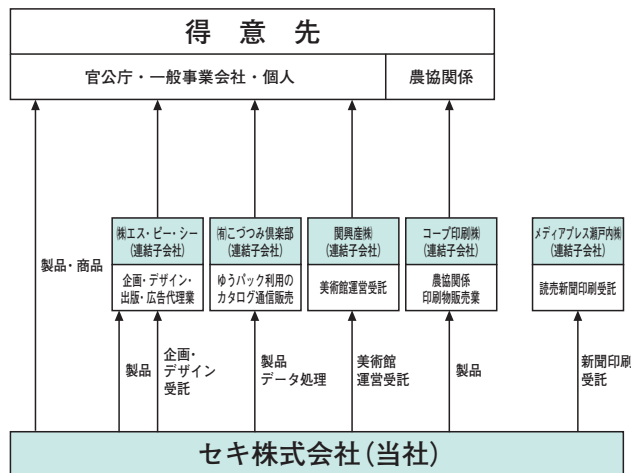 得意先
官公庁・一般事業会社・個人
農協関係
㈱エス・ピー・シー
(連結子会社)
企画・デザイン・
出版・広告代理業
㈲こづつみ倶楽部
(連結子会社)
ゆうパック利用の
カタログ通信販売
関興産㈱
(連結子会社)
美術館運営受託
コープ印刷㈱
(連結子会社)
農協関係
印刷物販売業
メディアプレス瀬戸内㈱
(連結子会社)
読売新聞印刷受託
製品・商品
製品
企画・
デザイン
受託
製品
データ処理
美術館
運営受託
製品
新聞印刷
受託
セキ株式会社(当社)